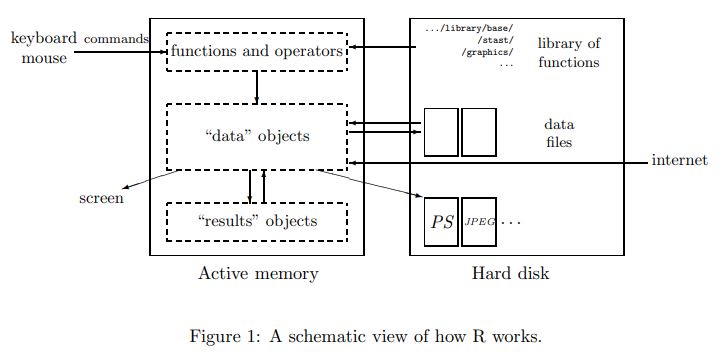 keyboard commands
mouse
functions and operators
.../library/base/
/stast/
/graphics/
...
library of
functions
“data” objects
data
files
internet
screen
“results” objects
PS
JPEG
...
Active memory
Hard disk
Figure 1: A schematic view of how R works.